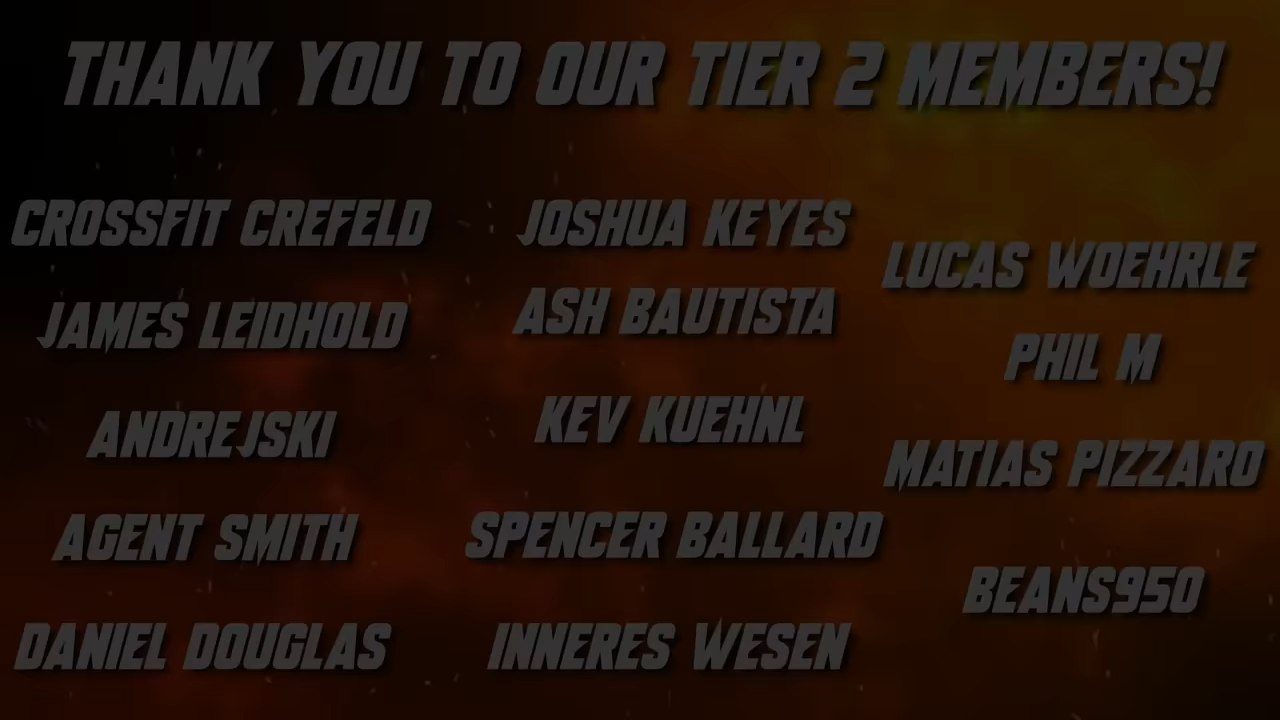 THANK YOU TO OUR TIER 2 MEMBERS!
CROSSFIT CREFELD
JAMES LEIDHOLD
ANDREJSKI
AGENT SMITH
DANIEL DOUGLAS
JOSHUA KEYES
ASH BAUTISTA
KEV KUEHNL
SPENCER BALLARD
INNERES WESEN
LUCAS WOEHRLE
PHIL M
MATIAS PIZZARO
BEANS950